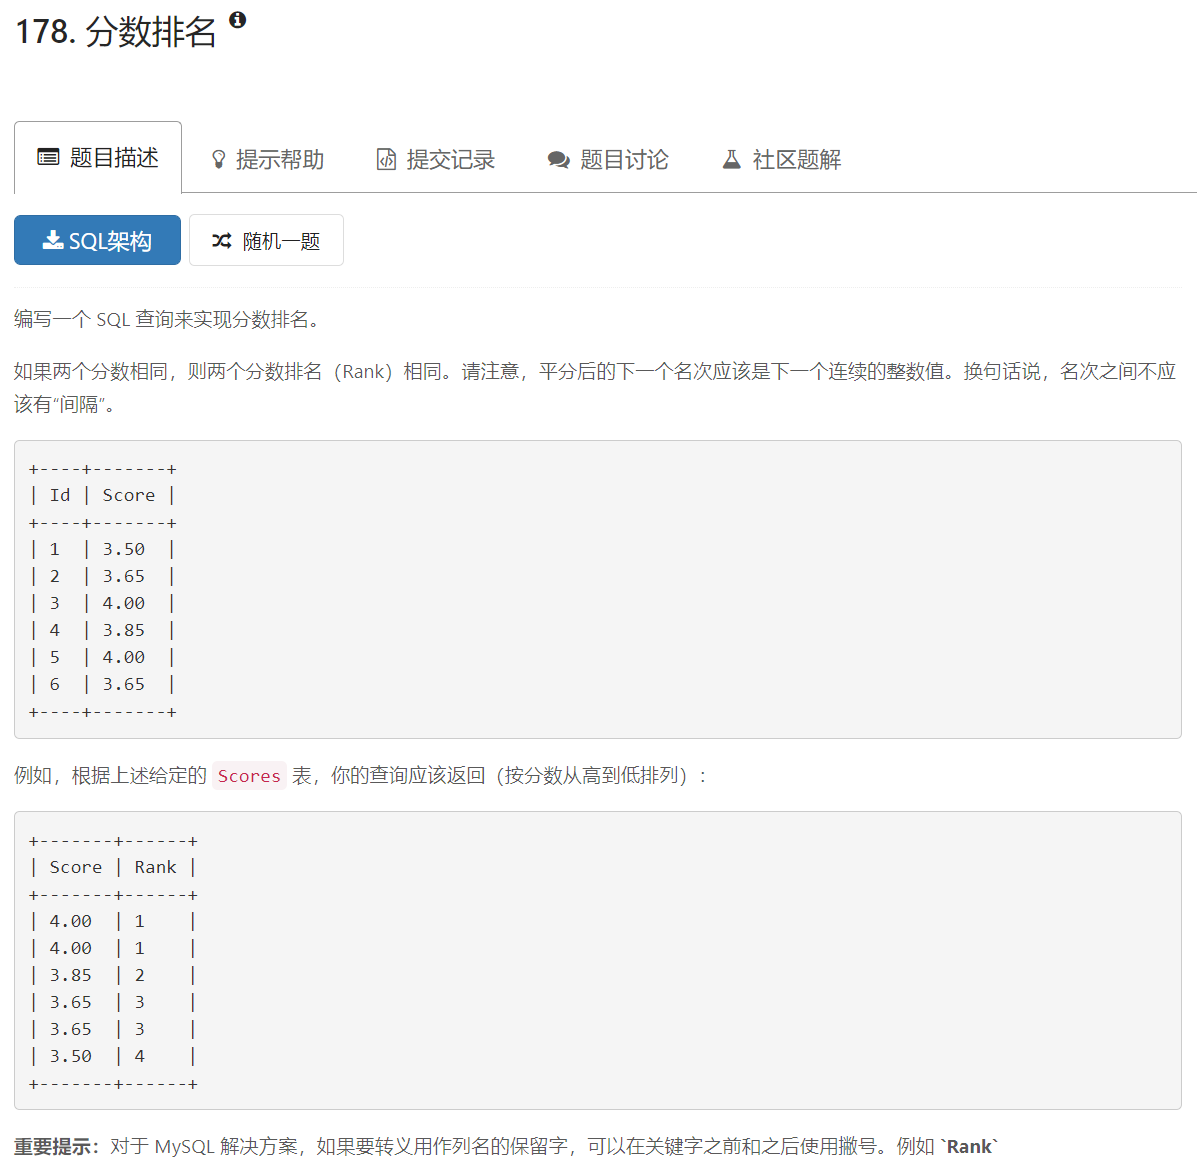 178. 分数排名
题目描述 提示帮助 提交记录 题目讨论 社区题解
SQL架构 随机一题
编写一个 SQL 查询来实现分数排名。
如果两个分数相同，则两个分数排名（Rank）相同。请注意，平分后的下一个名次应该是下一个连续的整数值。换句话说，名次之间不应
该有“间隔”。
+----+-------+
| Id | Score |
+----+-------+
| 1  | 3.50  |
| 2  | 3.65  |
| 3  | 4.00  |
| 4  | 3.85  |
| 5  | 4.00  |
| 6  | 3.65  |
+----+-------+
例如，根据上述给定的 Scores 表，你的查询应该返回（按分数从高到低排列）：
+-------+------+
| Score | Rank |
+-------+------+
| 4.00  | 1    |
| 4.00  | 1    |
| 3.85  | 2    |
| 3.65  | 3    |
| 3.65  | 3    |
| 3.50  | 4    |
+-------+------+
重要提示：对于 MySQL 解决方案，如果要转义用作列名的保留字，可以在关键字之前和之后使用撇号。例如 `Rank`